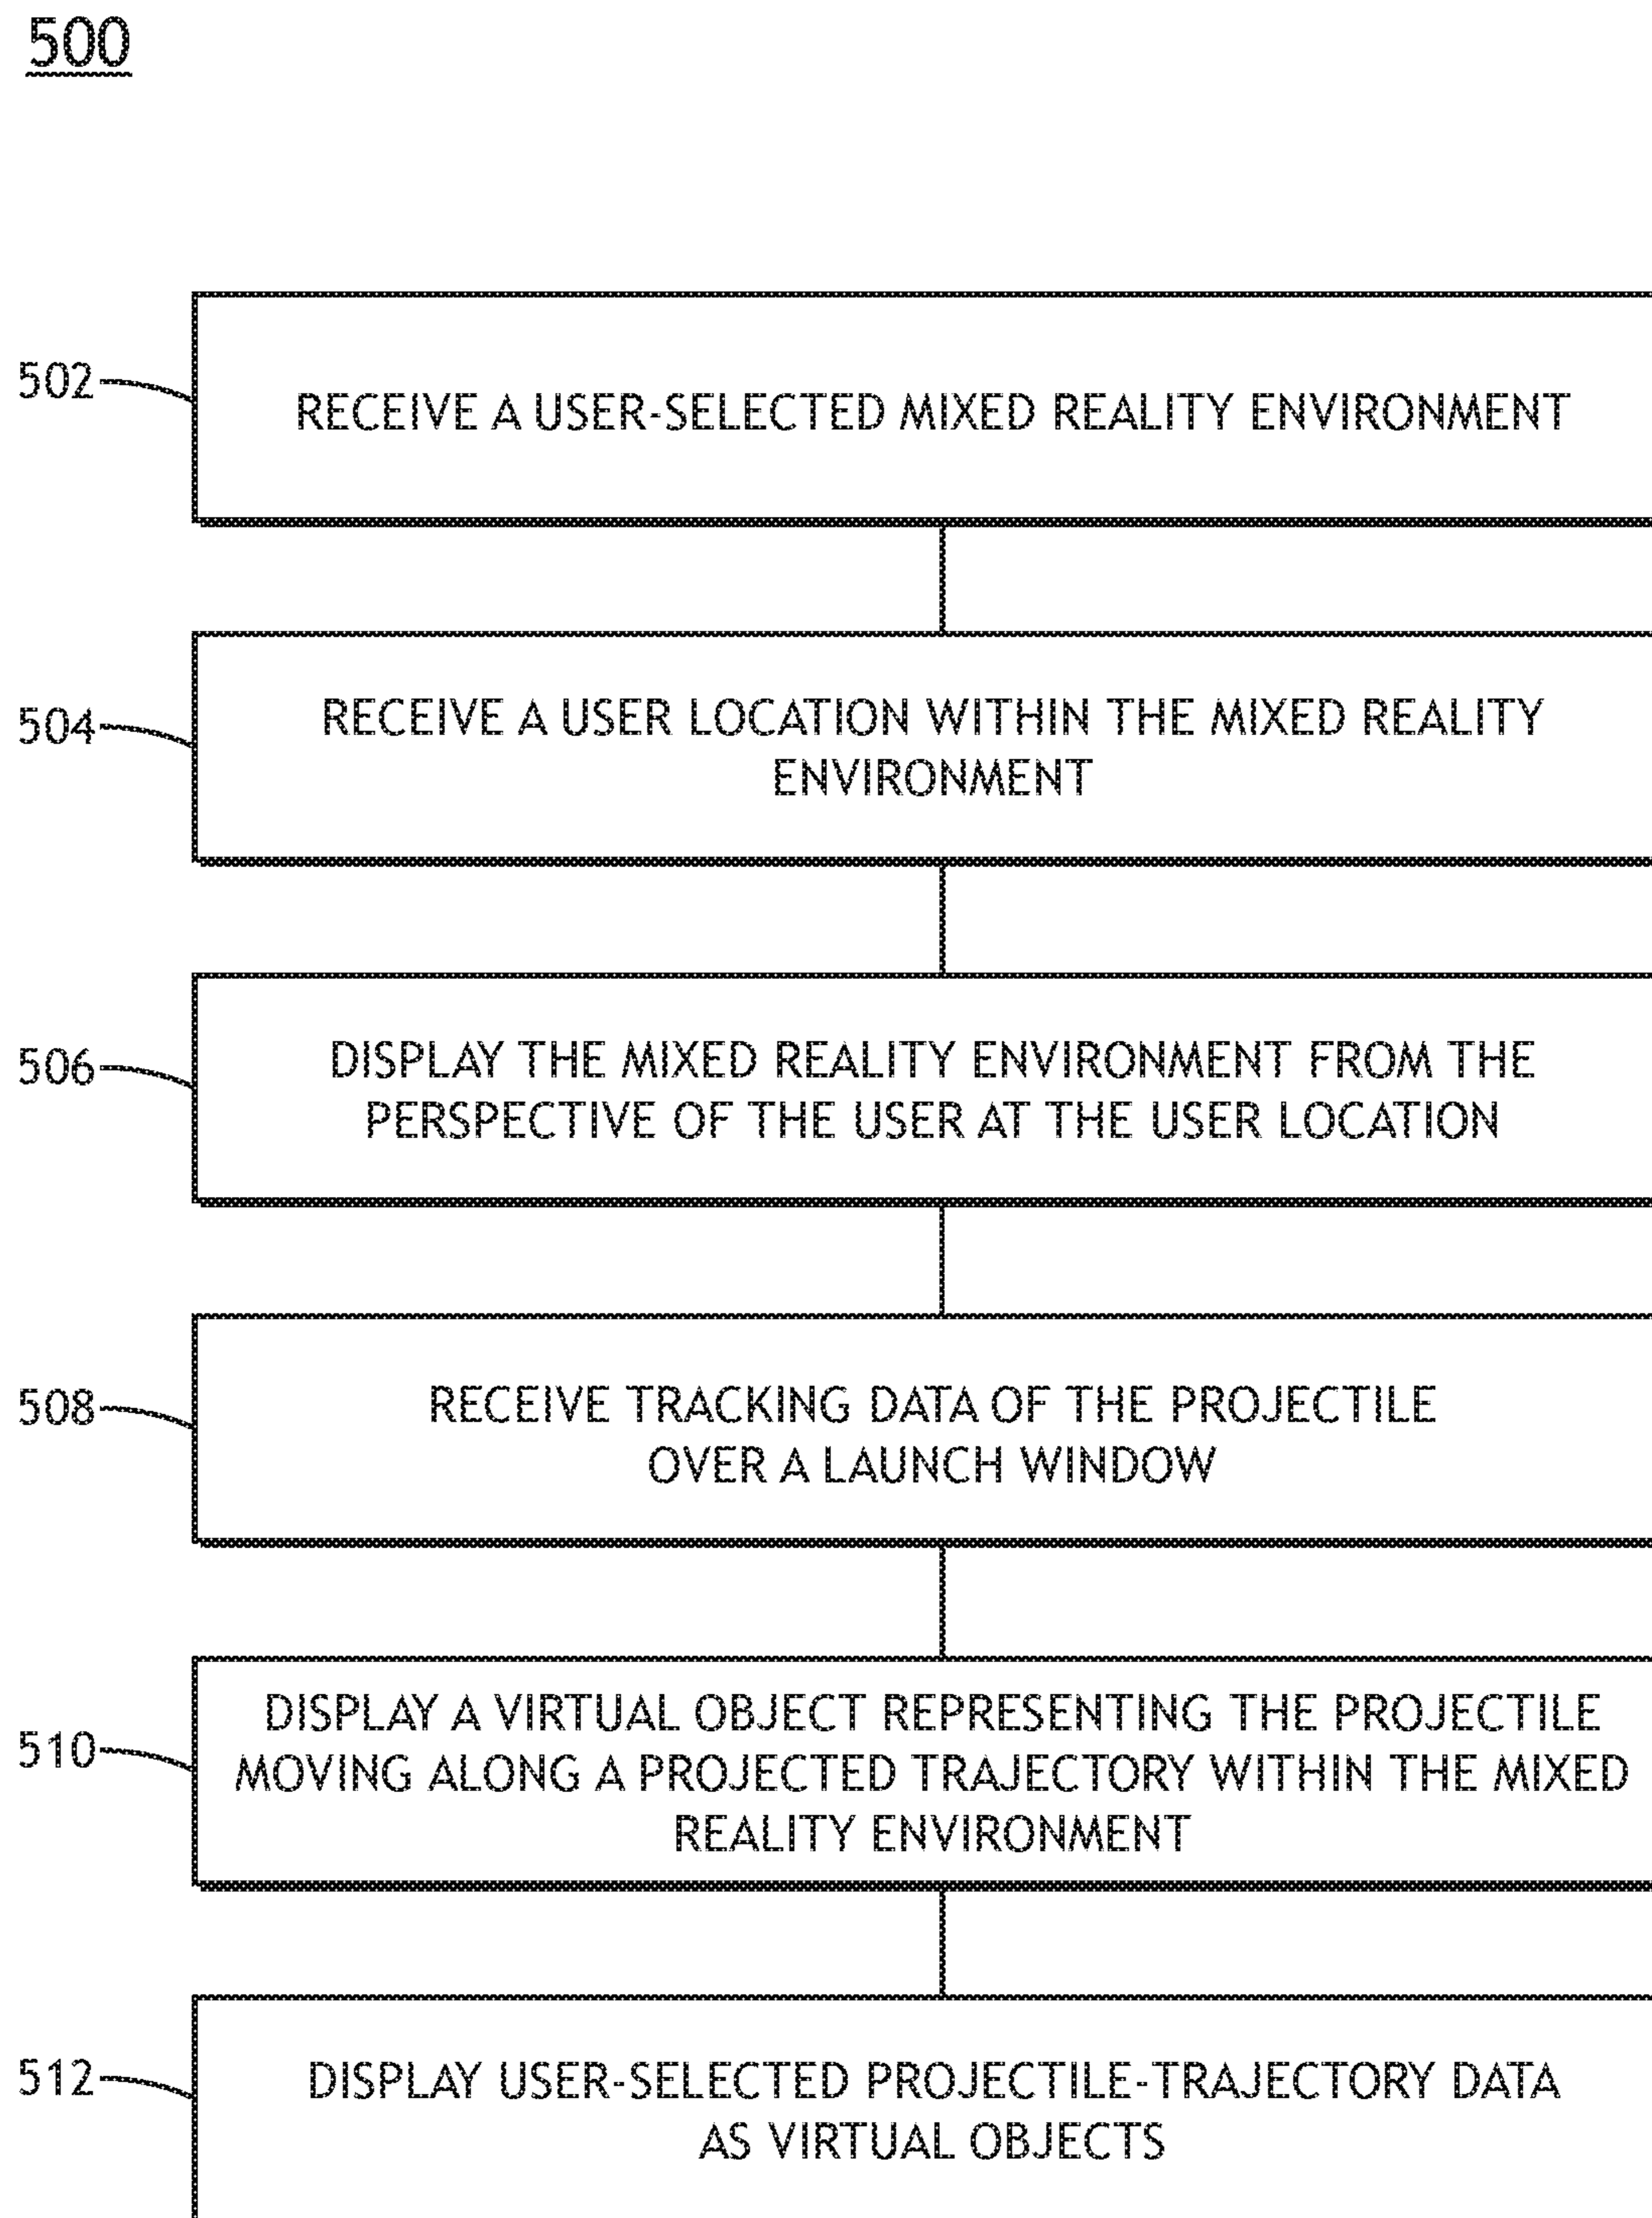 500
502
RECEIVE A USER-SELECTED MIXED REALITY ENVIRONMENT
504
RECEIVE A USER LOCATION WITHIN THE MIXED REALITY
ENVIRONMENT
506
DISPLAY THE MIXED REALITY ENVIRONMENT FROM THE
PERSPECTIVE OF THE USER AT THE USER LOCATION
508
RECEIVE TRACKING DATA OF THE PROJECTILE
OVER A LAUNCH WINDOW
510
DISPLAY A VIRTUAL OBJECT REPRESENTING THE PROJECTILE
MOVING ALONG A PROJECTED TRAJECTORY WITHIN THE MIXED
REALITY ENVIRONMENT
512
DISPLAY USER-SELECTED PROJECTILE-TRAJECTORY DATA
AS VIRTUAL OBJECTS